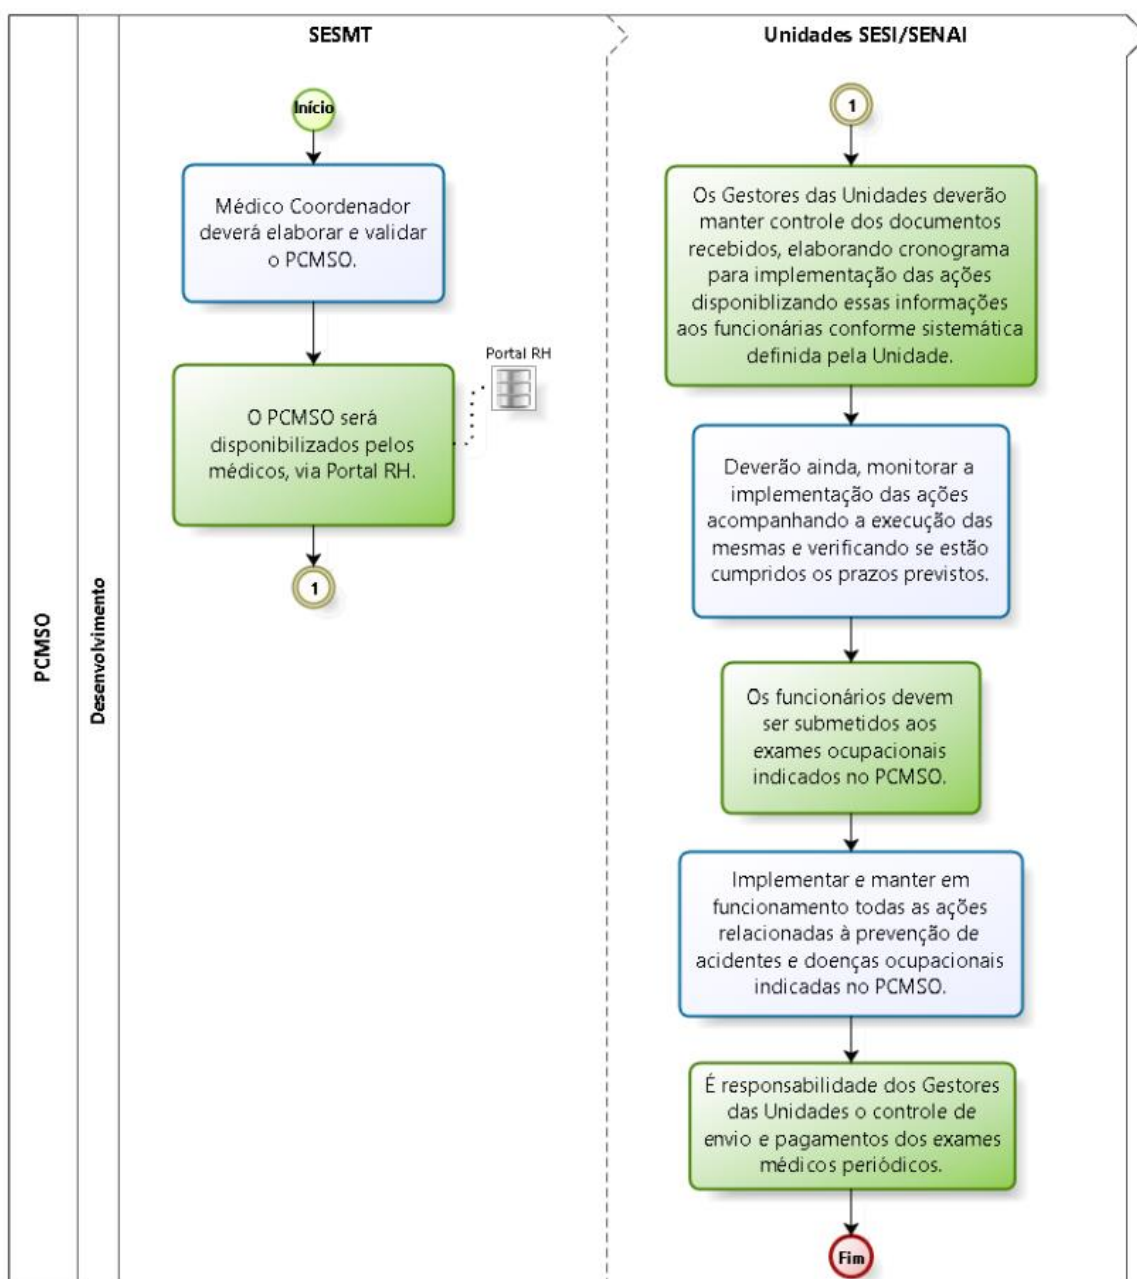 PCMSO
Desenvolvimento
SESMT
Início
Médico Coordenador
deverá elaborar e validar
o PCMSO.
O PCMSO será
disponibilizados pelos
médicos, via Portal RH.
Portal RH
1
Unidades SESI/SENAI
1
Os Gestores das Unidades deverão
manter controle dos documentos
recebidos, elaborando cronograma
para implementação das ações
disponiblizando essas informações
aos funcionárias conforme sistemática
definida pela Unidade.
Deverão ainda, monitorar a
implementação das ações
acompanhando a execução das
mesmas e verificando se estão
cumpridos os prazos previstos.
Os funcionários devem
ser submetidos aos
exames ocupacionais
indicados no PCMSO.
Implementar e manter em
funcionamento todas as ações
relacionadas à prevenção de
acidentes e doenças ocupacionais
indicadas no PCMSO.
É responsabilidade dos Gestores
das Unidades o controle de
envio e pagamentos dos exames
médicos periódicos.
Fim